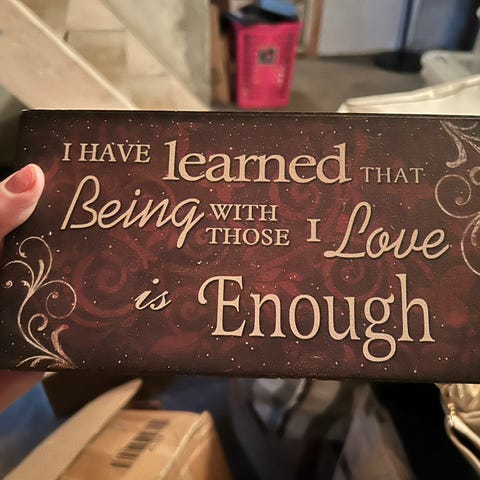 I HAVE learned THAT
Being WITH THOSE I Love
is Enough